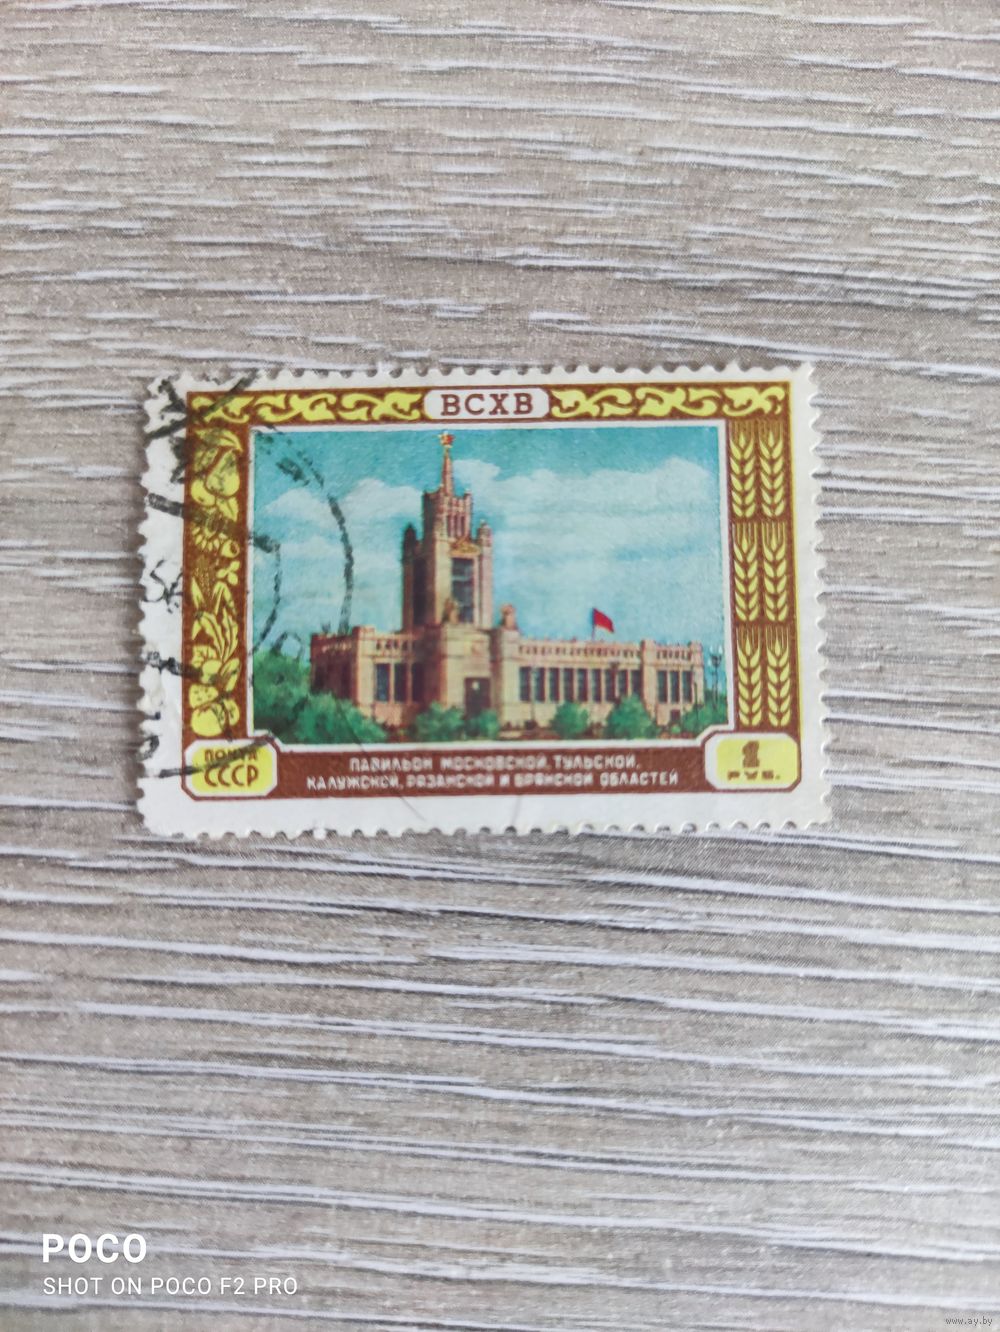 ВСХВ
ПОЧТА
СССР
ПАВИЛЬОН МОСКОВСКОЙ, ТУЛЬСКОЙ,
КАЛУЖСКОЙ, РЯЗАНСКОЙ И БРЯНСКОЙ ОБЛАСТЕЙ
1
РУБ.
POCO
SHOT ON POCO F2 PRO
www.ay.by